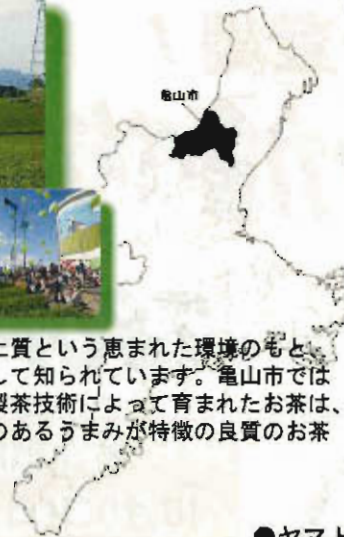 亀山市
土質という恵まれた環境のもと、
して知られています。亀山市では
製茶技術によって育まれたお茶は、
のあるうまみが特徴の良質のお茶
●ヤマト